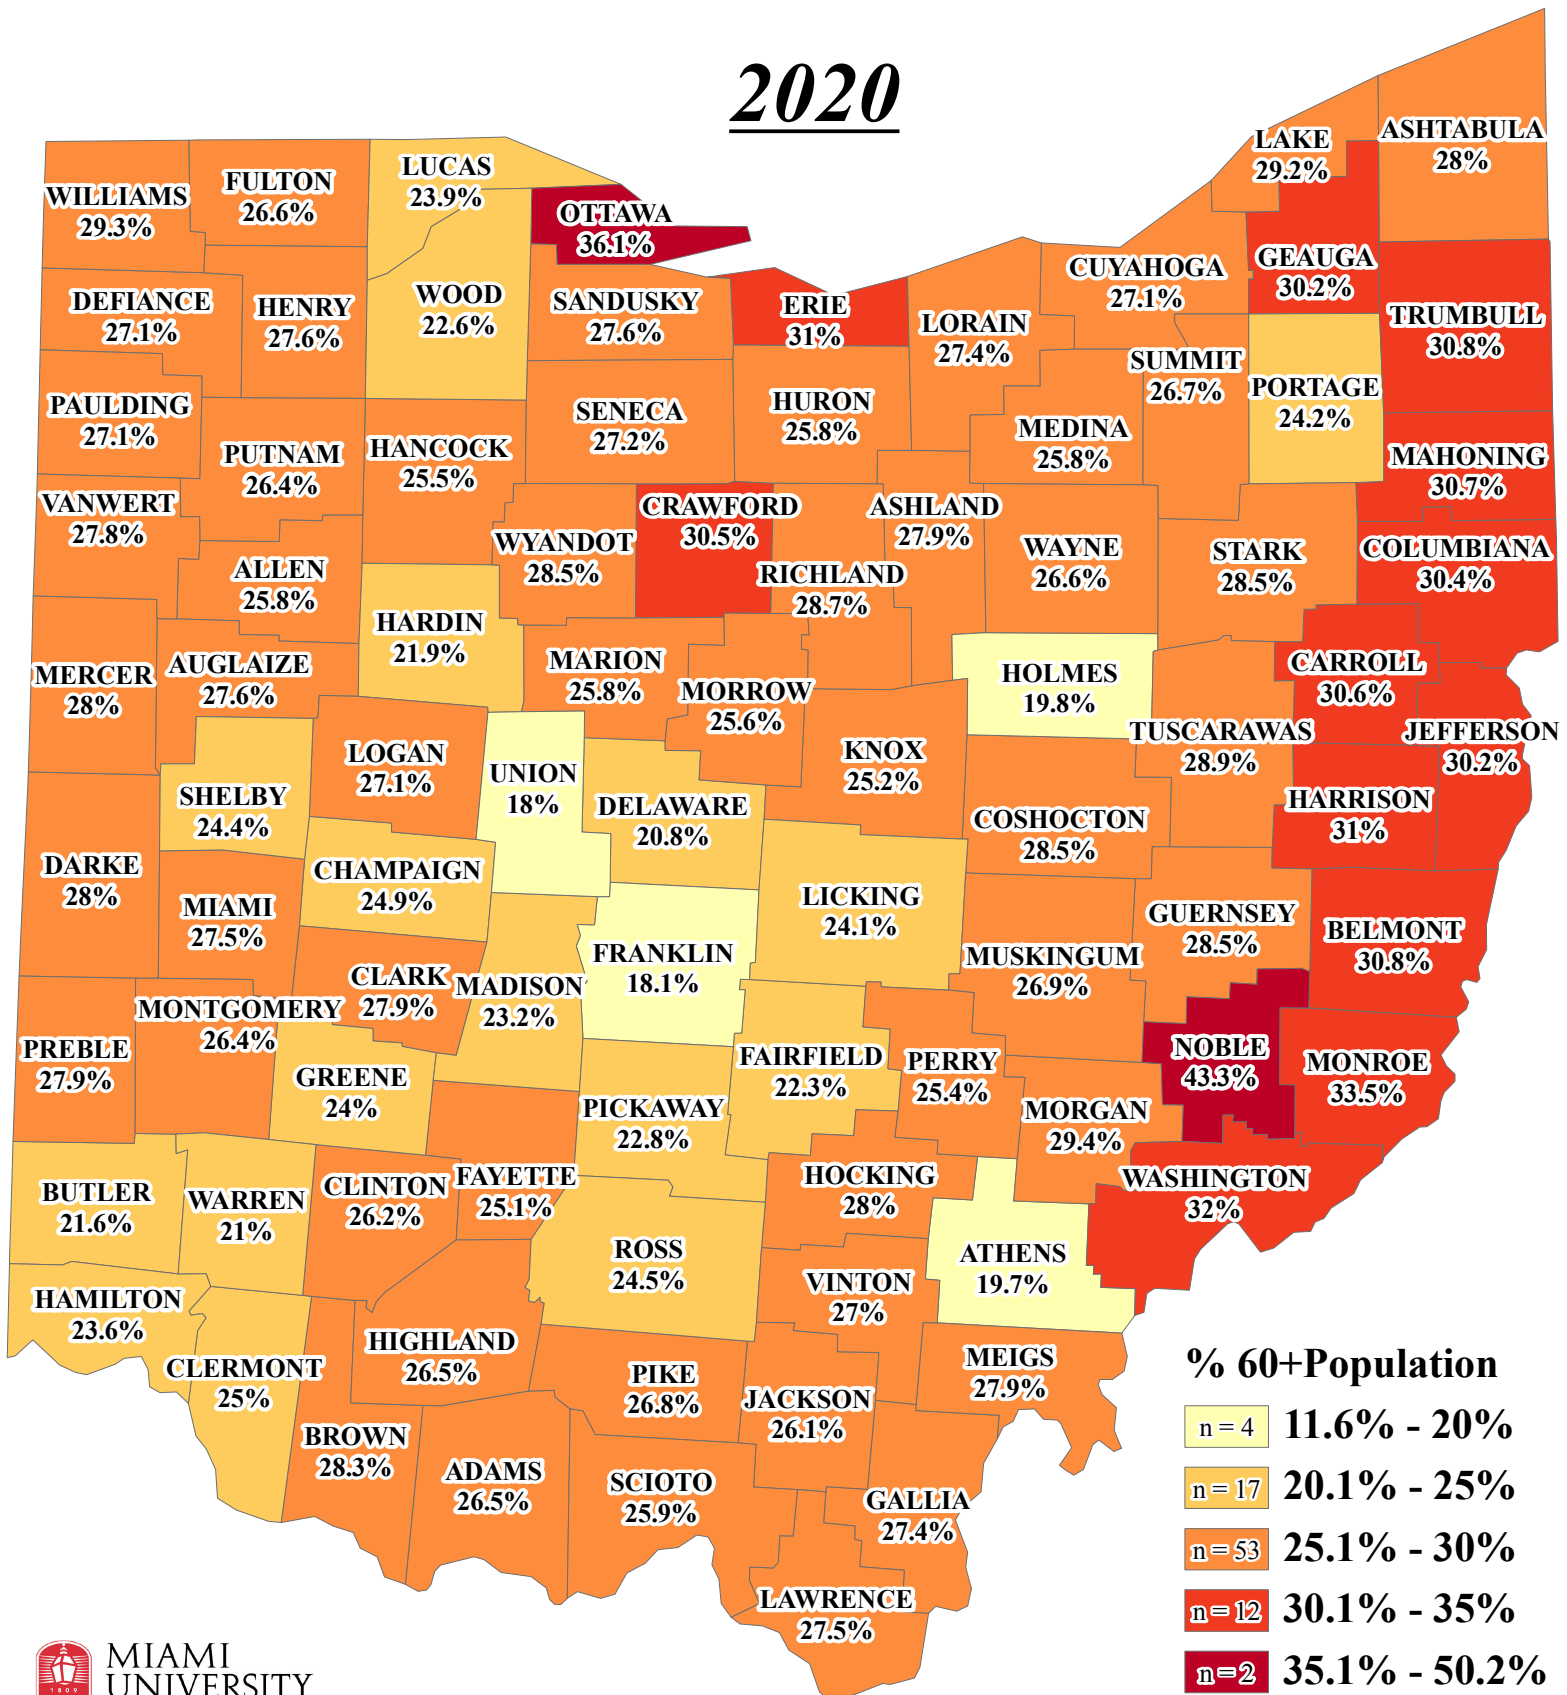 2020
LAKE
29.2%
ASHTABULA
28%
WILLIAMS
29.3%
FULTON
26.6%
LUCAS
23.9%
OTTAWA
36.1%
CUYAHOGA
27.1%
GEAUGA
30.2%
DEFIANCE
27.1%
HENRY
27.6%
WOOD
22.6%
SANDUSKY
27.6%
ERIE
31%
LORAIN
27.4%
TRUMBULL
30.8%
SUMMIT
26.7%
PORTAGE
24.2%
PAULDING
27.1%
PUTNAM
26.4%
HANCOCK
25.5%
SENECA
27.2%
HURON
25.8%
MEDINA
25.8%
MAHONING
30.7%
VANWERT
27.8%
ALLEN
25.8%
WYANDOT
28.5%
CRAWFORD
30.5%
RICHLAND
28.7%
ASHLAND
27.9%
WAYNE
26.6%
STARK
28.5%
COLUMBIANA
30.4%
HARDIN
21.9%
MERCER
28%
AUGLAIZE
27.6%
MARION
25.8%
MORROW
25.6%
HOLMES
19.8%
CARROLL
30.6%
TUSCARAWAS
28.9%
JEFFERSON
30.2%
LOGAN
27.1%
UNION
18%
KNOX
25.2%
SHELBY
24.4%
DELAWARE
20.8%
COSHOCTON
28.5%
HARRISON
31%
DARKE
28%
CHAMPAIGN
24.9%
MIAMI
27.5%
LICKING
24.1%
GUERNSEY
28.5%
BELMONT
30.8%
FRANKLIN
18.1%
MUSKINGUM
26.9%
CLARK
27.9%
MADISON
23.2%
MONTGOMERY
26.4%
PREBLE
27.9%
GREENE
24%
FAIRFIELD
22.3%
PERRY
25.4%
NOBLE
43.3%
MONROE
33.5%
PICKAWAY
22.8%
MORGAN
29.4%
BUTLER
21.6%
WARREN
21%
CLINTON
26.2%
FAYETTE
25.1%
HOCKING
28%
WASHINGTON
32%
ROSS
24.5%
ATHENS
19.7%
VINTON
27%
HAMILTON
23.6%
CLERMONT
25%
HIGHLAND
26.5%
PIKE
26.8%
JACKSON
26.1%
MEIGS
27.9%
BROWN
28.3%
ADAMS
26.5%
SCIOTO
25.9%
GALLIA
27.4%
LAWRENCE
27.5%
% 60+Population
n = 4 11.6% - 20%
n = 17 20.1% - 25%
n = 53 25.1% - 30%
n = 12 30.1% - 35%
n = 2 35.1% - 50.2%
1809
MIAMI
UNIVERSITY